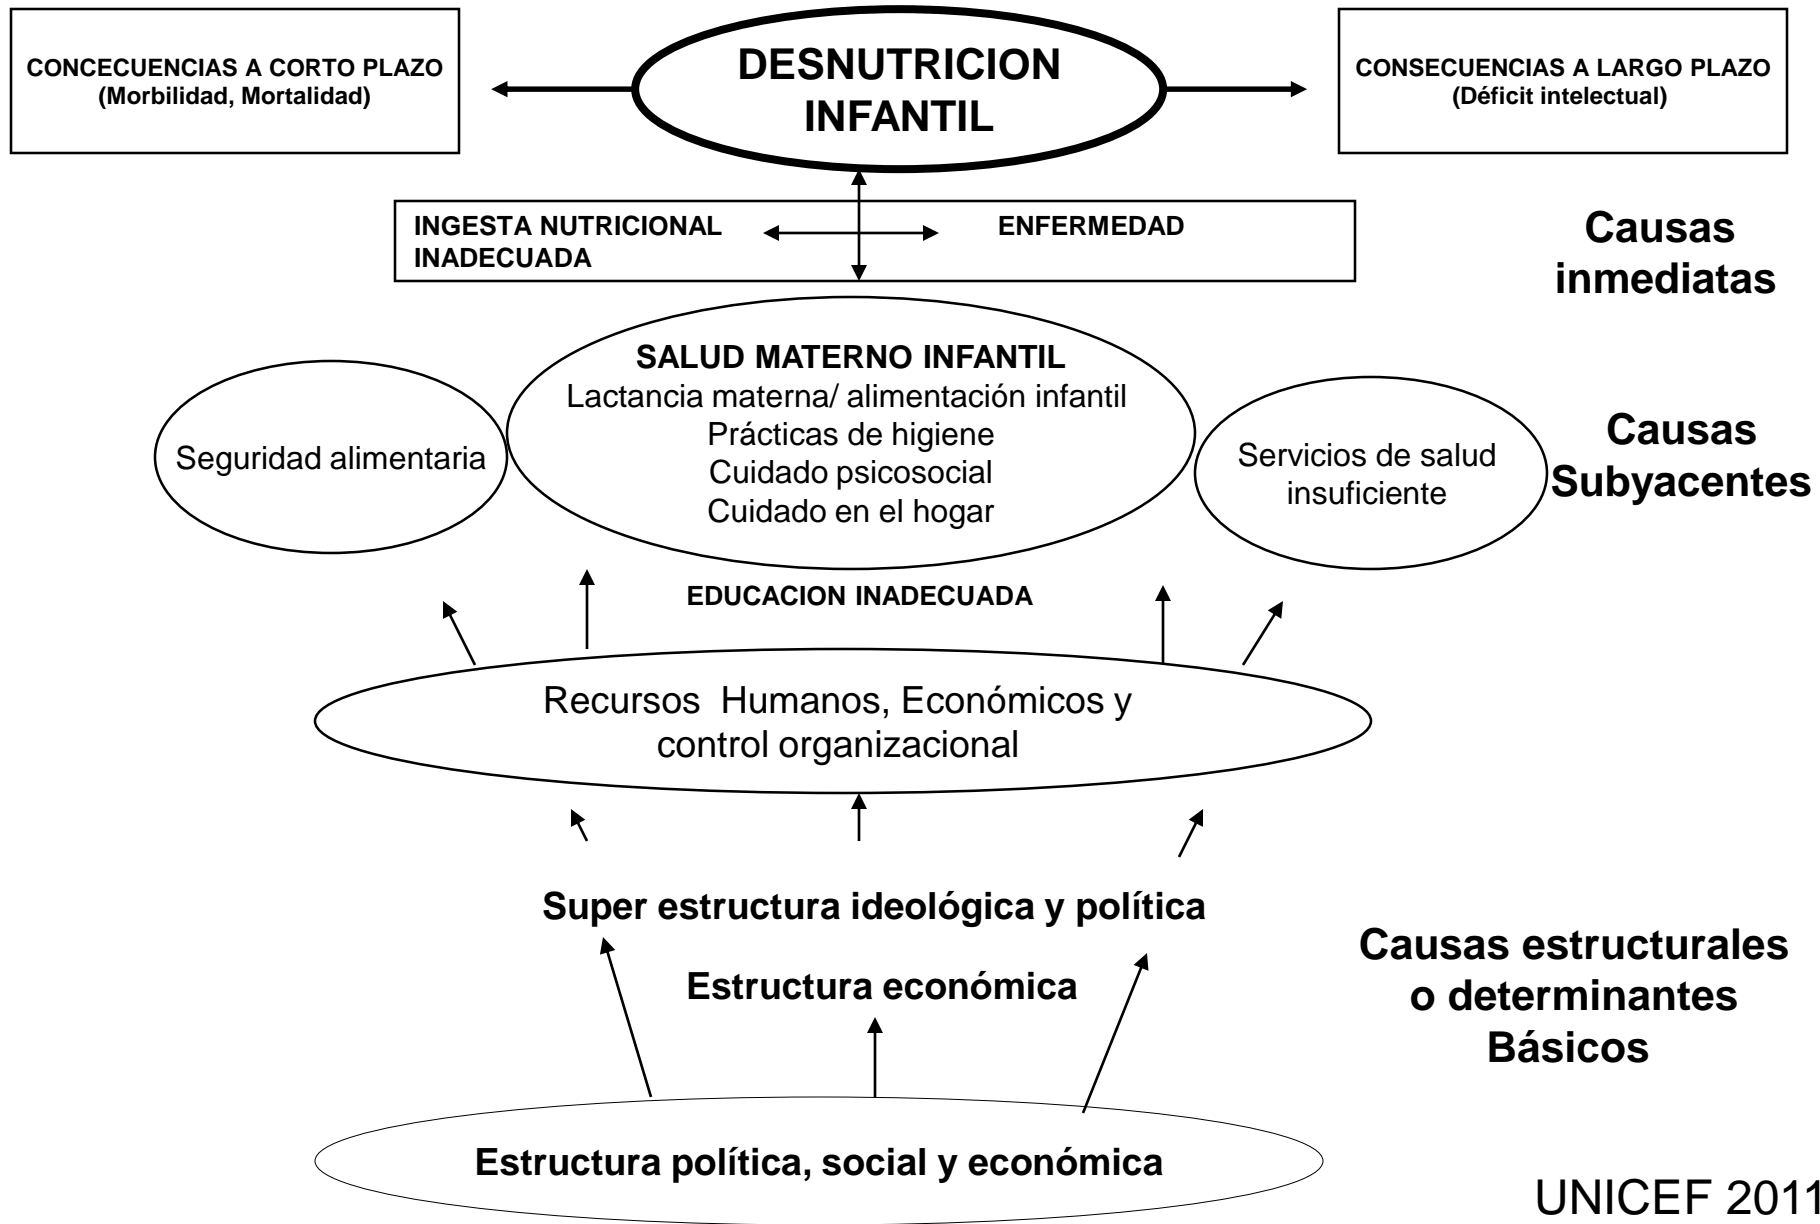 CONCECUENCIAS A CORTO PLAZO
(Morbilidad, Mortalidad)
DESNUTRICION
INFANTIL
CONSECUENCIAS A LARGO PLAZO
(Déficit intelectual)
INGESTA NUTRICIONAL
INADECUADA
ENFERMEDAD
Causas
inmediatas
SALUD MATERNO INFANTIL
Lactancia materna/ alimentación infantil
Prácticas de higiene
Cuidado psicosocial
Cuidado en el hogar
Seguridad alimentaria
Servicios de salud
insuficiente
Causas
Subyacentes
EDUCACION INADECUADA
Recursos  Humanos, Económicos y
control organizacional
Super estructura ideológica y política
Estructura económica
Causas estructurales
o determinantes
Básicos
Estructura política, social y económica
UNICEF 2011